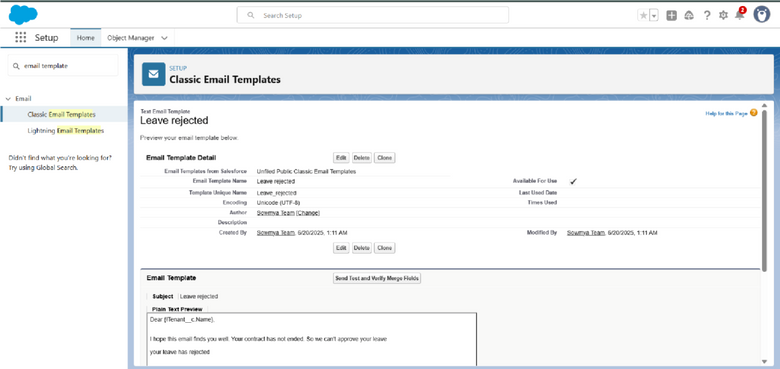 Search Setup
2
Setup
Home
Object Manager
email template
Email
Classic Email Templates
Lightning Email Templates
Didn't find what you're looking for?
Try using Global Search.
SETUP
Classic Email Templates
Text Email Template
Leave rejected
Help for this Page
Preview your email template below.
Email Template Detail
Edit Delete Clone
Email Templates from Salesforce Unfiled Public Classic Email Templates
Email Template Name Leave rejected Available For Use
Template Unique Name Leave_rejected Last Used Date
Encoding Unicode (UTF-8) Times Used
Author Sowmya Team [Change]
Description
Created By Sowmya Team, 6/20/2025, 1:11 AM Modified By Sowmya Team, 6/20/2025, 1:11 AM
Edit Delete Clone
Email Template
Send Test and Verify Merge Fields
Subject Leave rejected
Plain Text Preview
Dear {!Tenant__c.Name},
I hope this email finds you well. Your contract has not ended. So we can't approve your leave
your leave has rejected